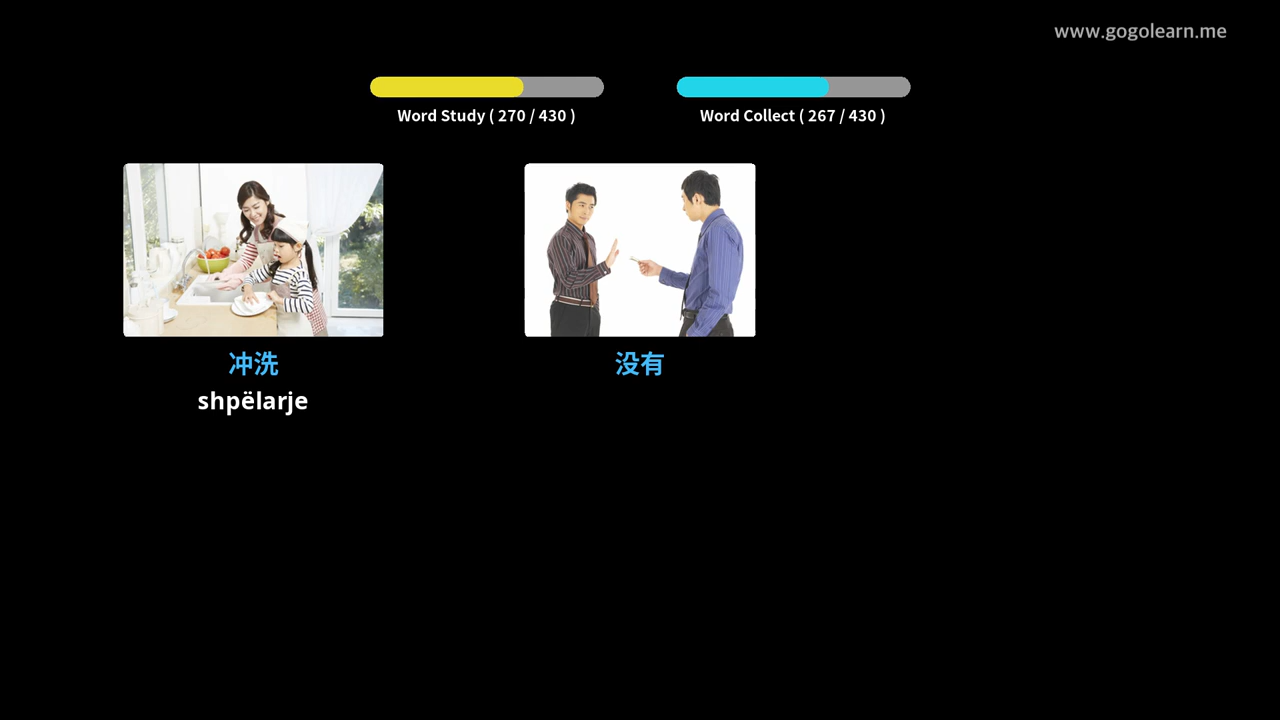 www.gogolearn.me
Word Study ( 270 / 430 )
Word Collect ( 267 / 430 )
冲洗
没有
shpëlarje